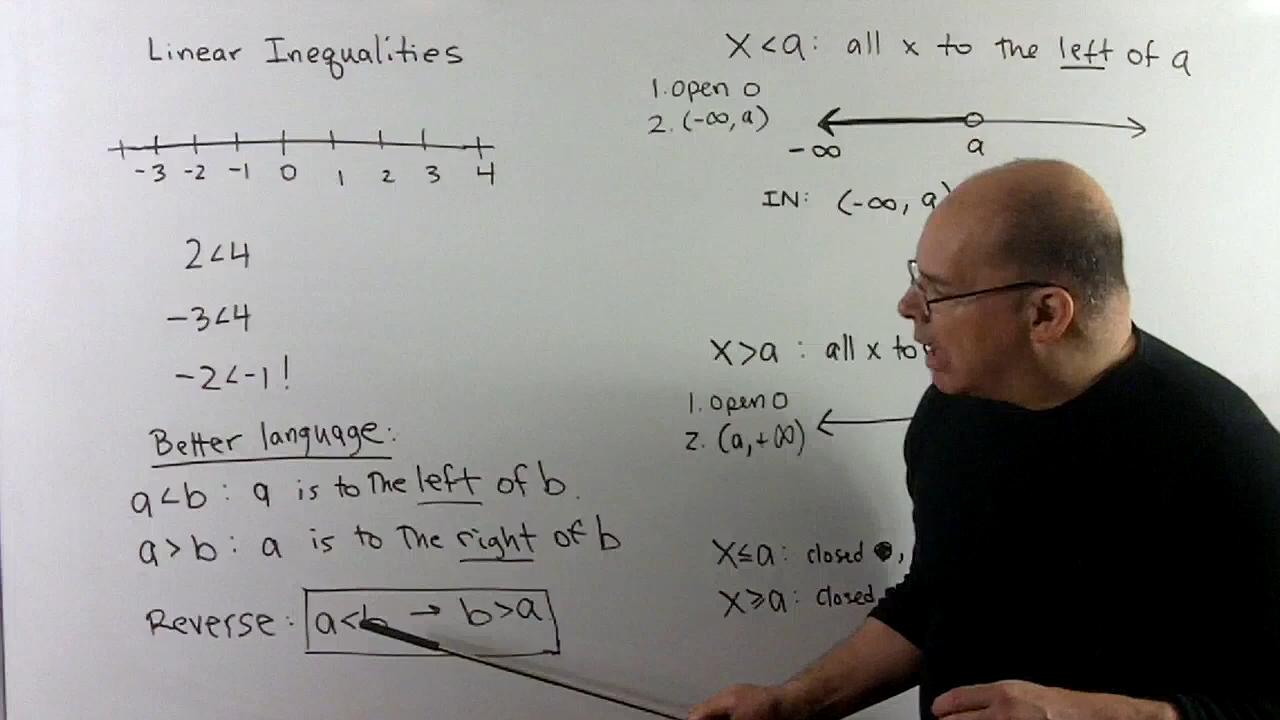 Linear Inequalities
-3 -2 -1 0 1 2 3 4
2<4
-3<4
-2<-1!
Better language:
a<b: a is to the left of b.
a>b: a is to the right of b
Reverse: a<b → b>a
x<a: all x to the left of a
1. open o
2. (-∞, a)
-∞ a
IN: (-∞, a)
x>a: all x to
1. open o
2. (a, +∞)
x≤a: closed ●,
x≥a: closed